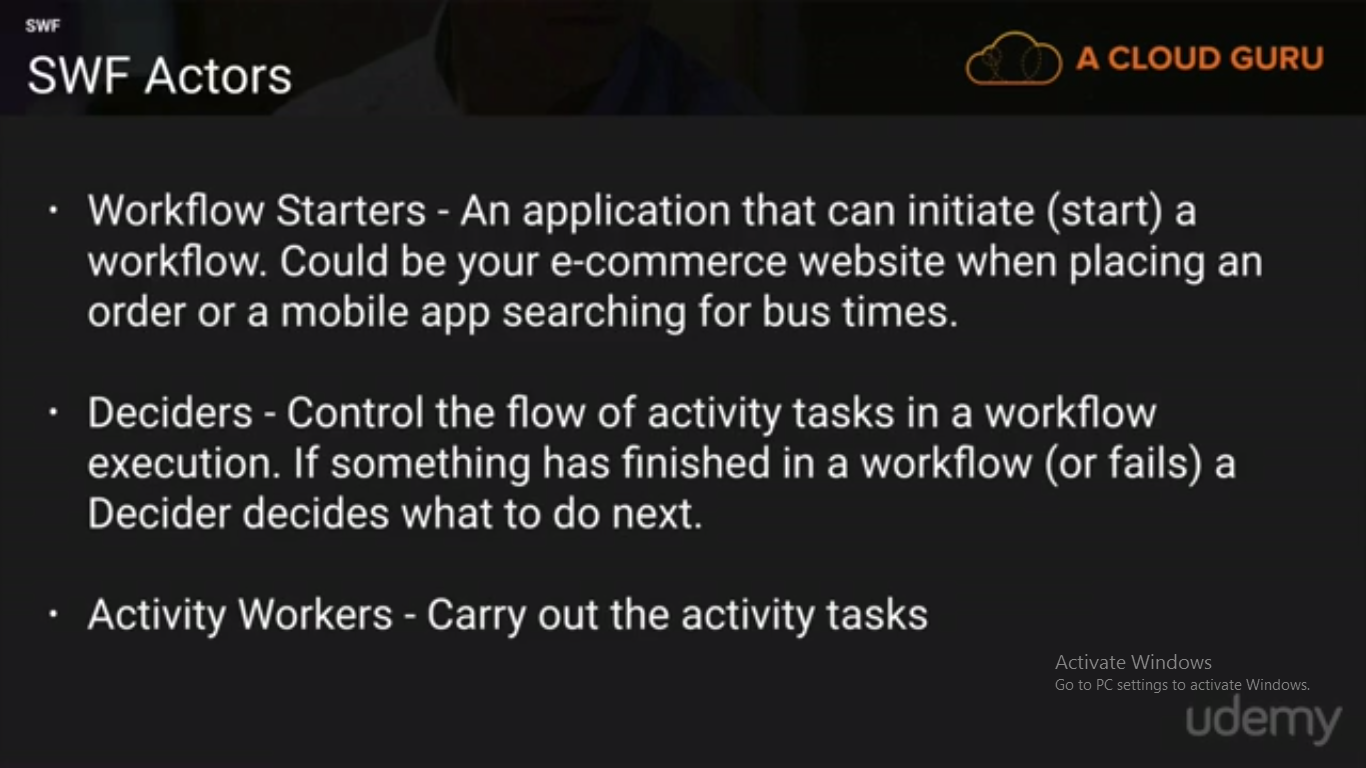 SWF
SWF Actors
A CLOUD GURU
· Workflow Starters - An application that can initiate (start) a
workflow. Could be your e-commerce website when placing an
order or a mobile app searching for bus times.
· Deciders - Control the flow of activity tasks in a workflow
execution. If something has finished in a workflow (or fails) a
Decider decides what to do next.
· Activity Workers - Carry out the activity tasks
Activate Windows
Go to PC settings to activate Windows.
udemy